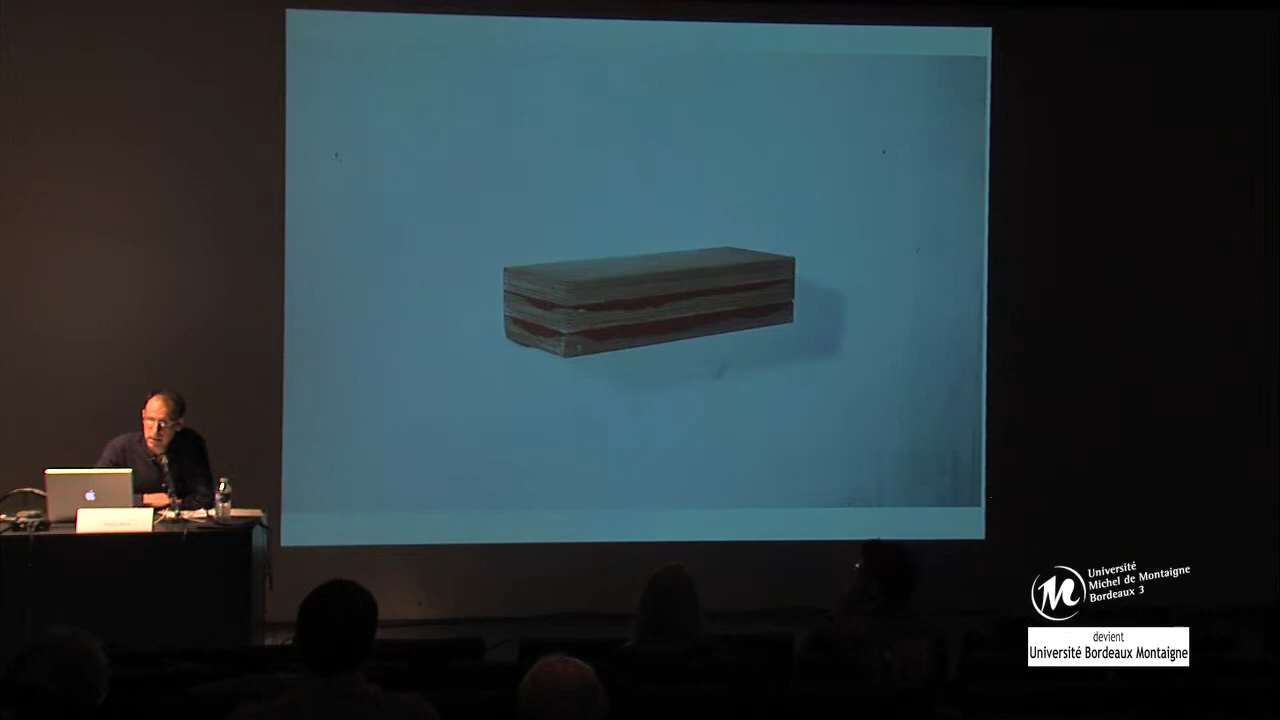 Université
Michel de Montaigne
Bordeaux 3
devient
Université Bordeaux Montaigne